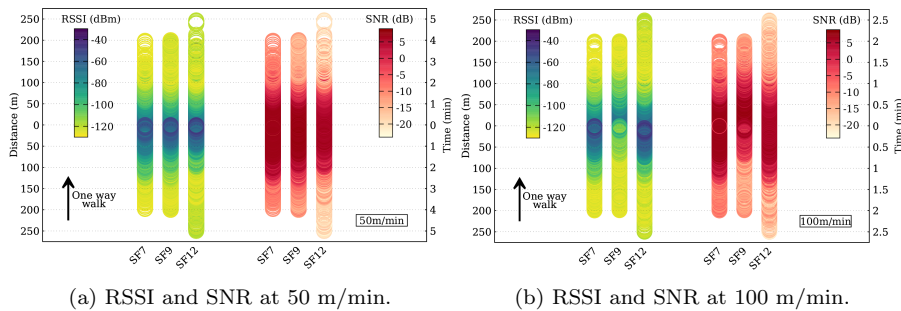 RSSI (dBm)
SNR (dB)
-40
-80
-120
5
0
-5
-10
-15
-20
250
200
150
100
50
0
50
100
150
200
250
Distance (m)
5
4
3
2
1
0
1
2
3
4
5
Time (min)
One way
walk
50m/min
SF7
SF9
SF12
SF7
SF9
SF12
(a) RSSI and SNR at 50 m/min.
RSSI (dBm)
SNR (dB)
-40
-80
-120
5
0
-5
-10
-15
-20
250
200
150
100
50
0
50
100
150
200
250
Distance (m)
2.5
2
1.5
1
0.5
0
0.5
1
1.5
2
2.5
Time (min)
One way
walk
100m/min
SF7
SF9
SF12
SF7
SF9
SF12
(b) RSSI and SNR at 100 m/min.